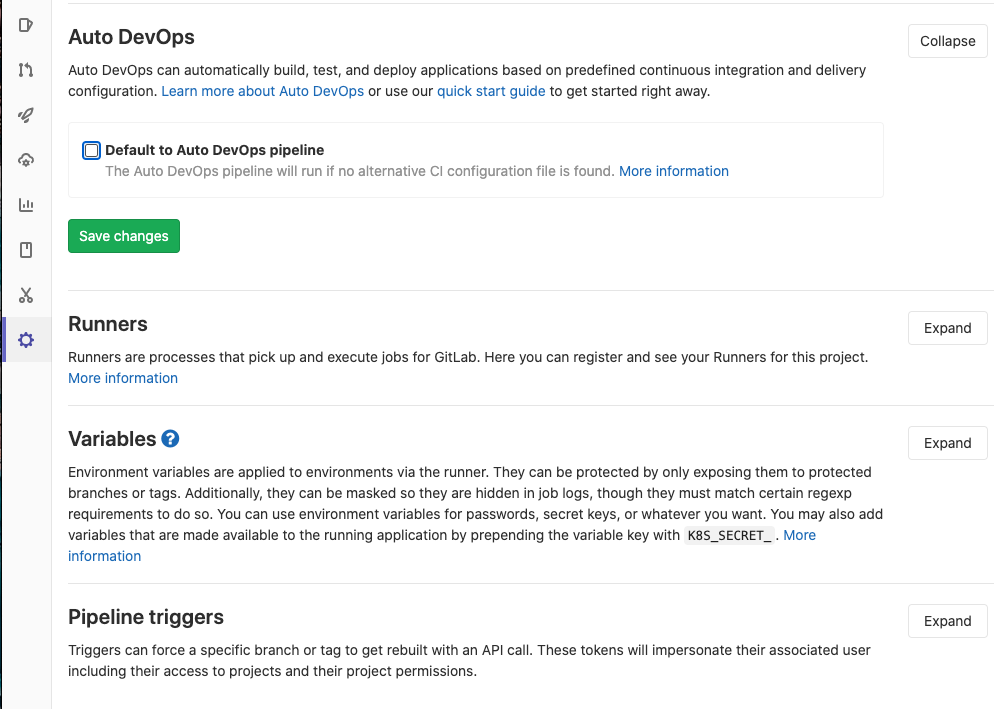 Auto DevOps
Collapse
Auto DevOps can automatically build, test, and deploy applications based on predefined continuous integration and delivery
configuration. Learn more about Auto DevOps or use our quick start guide to get started right away.
Default to Auto DevOps pipeline
The Auto DevOps pipeline will run if no alternative CI configuration file is found. More information
Save changes
Runners
Expand
Runners are processes that pick up and execute jobs for GitLab. Here you can register and see your Runners for this project.
More information
Variables ?
Expand
Environment variables are applied to environments via the runner. They can be protected by only exposing them to protected
branches or tags. Additionally, they can be masked so they are hidden in job logs, though they must match certain regexp
requirements to do so. You can use environment variables for passwords, secret keys, or whatever you want. You may also add
variables that are made available to the running application by prepending the variable key with K8S_SECRET_. More
information
Pipeline triggers
Expand
Triggers can force a specific branch or tag to get rebuilt with an API call. These tokens will impersonate their associated user
including their access to projects and their project permissions.